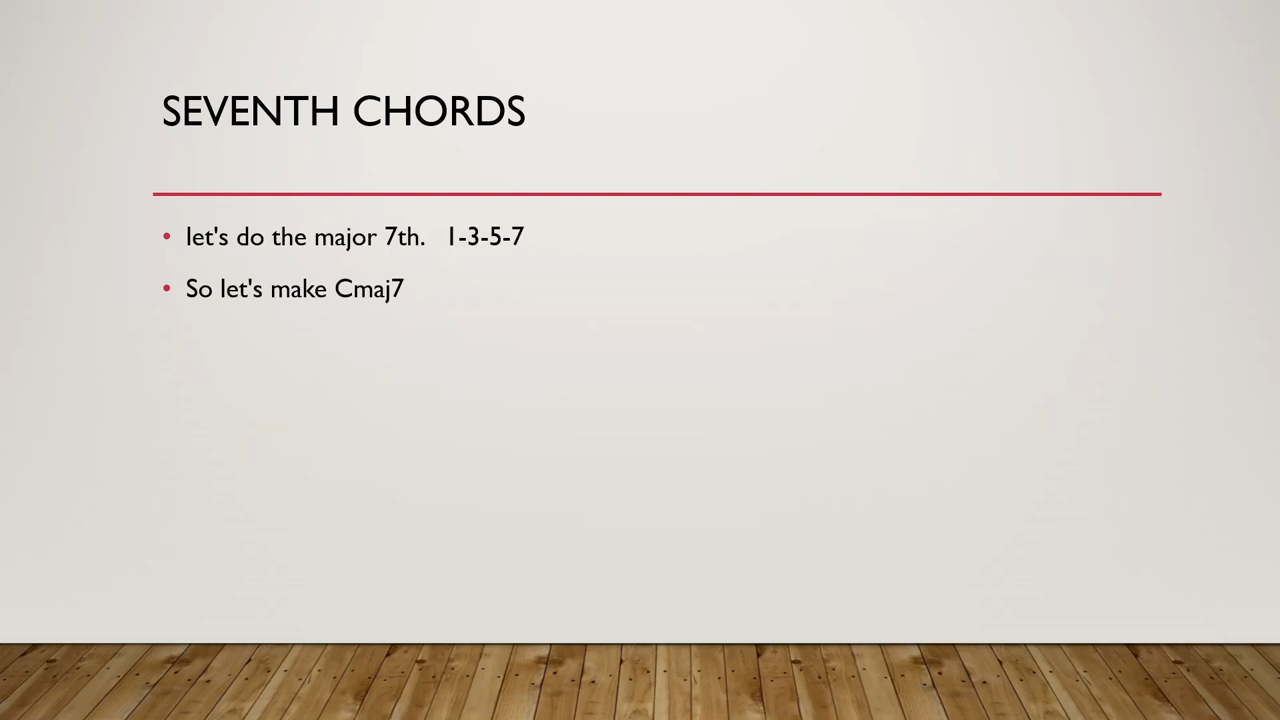 SEVENTH CHORDS
• let's do the major 7th.   1-3-5-7
• So let's make Cmaj7